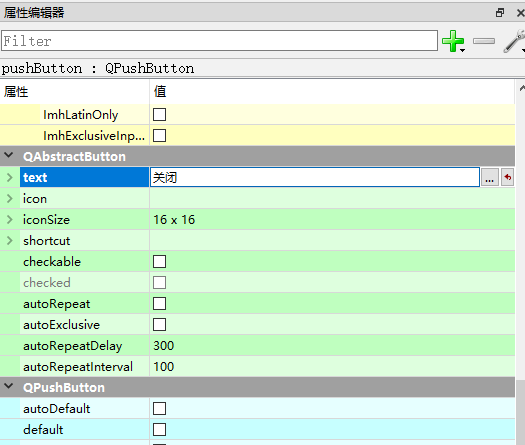 属性编辑器
Filter
pushButton : QPushButton
属性 值
ImhLatinOnly
ImhExclusiveInp...
QAbstractButton
text 关闭 ...
icon
iconSize 16 x 16
shortcut
checkable
checked
autoRepeat
autoExclusive
autoRepeatDelay 300
autoRepeatInterval 100
QPushButton
autoDefault
default